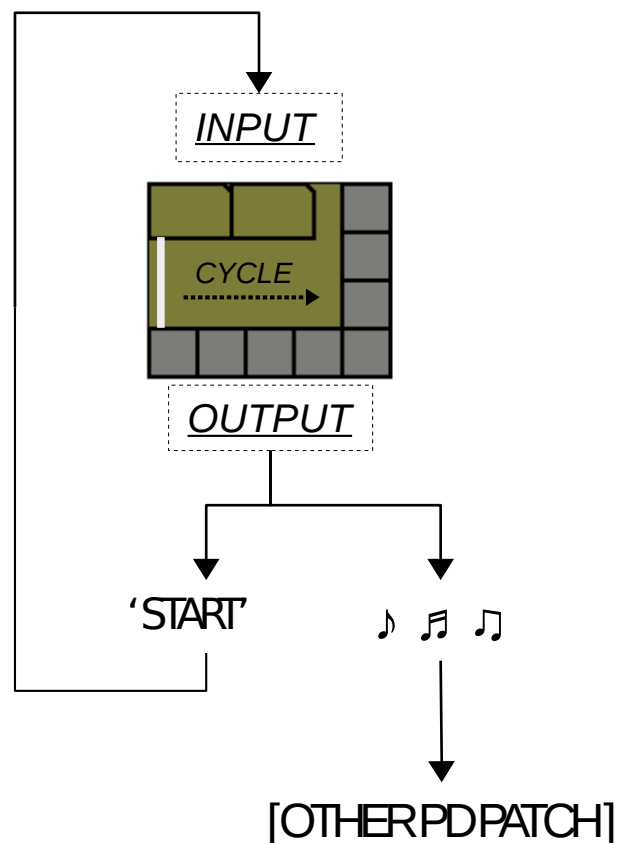 INPUT
CYCLE
OUTPUT
‘START’
♪ ♬ ♫
[OTHER PD PATCH]